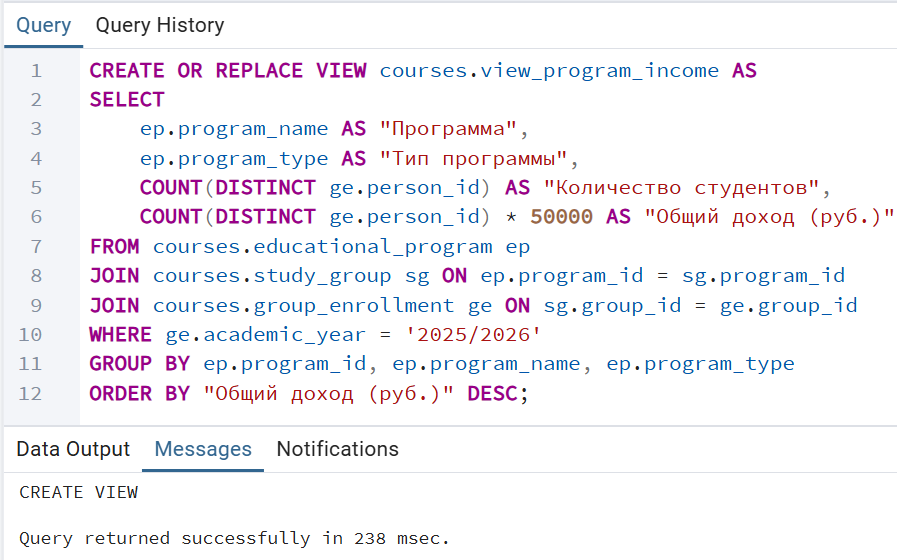 Query Query History
1 CREATE OR REPLACE VIEW courses.view_program_income AS
2 SELECT
3 ep.program_name AS "Программа",
4 ep.program_type AS "Тип программы",
5 COUNT(DISTINCT ge.person_id) AS "Количество студентов",
6 COUNT(DISTINCT ge.person_id) * 50000 AS "Общий доход (руб.)"
7 FROM courses.educational_program ep
8 JOIN courses.study_group sg ON ep.program_id = sg.program_id
9 JOIN courses.group_enrollment ge ON sg.group_id = ge.group_id
10 WHERE ge.academic_year = '2025/2026'
11 GROUP BY ep.program_id, ep.program_name, ep.program_type
12 ORDER BY "Общий доход (руб.)" DESC;
Data Output Messages Notifications
CREATE VIEW
Query returned successfully in 238 msec.